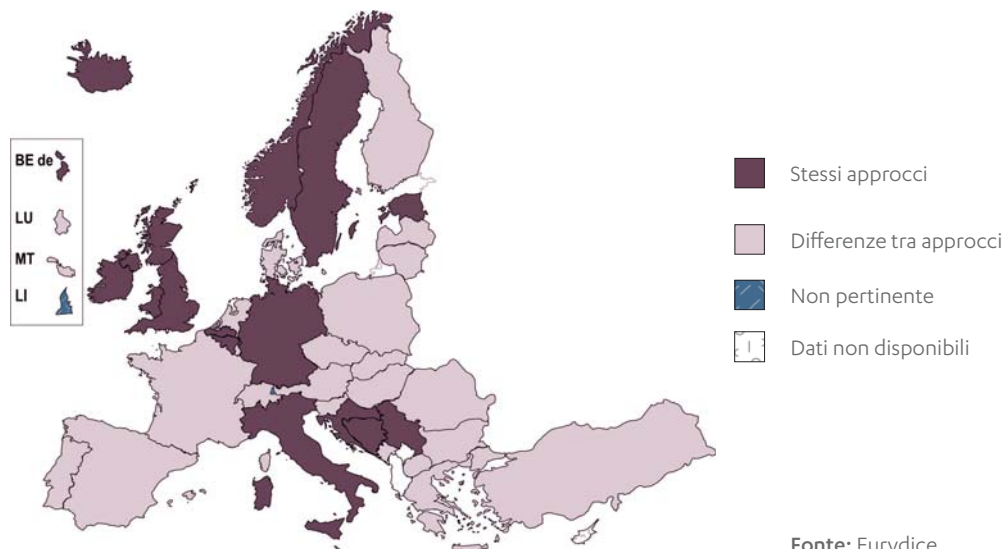 BE de
LU
MT
LI
Stessi approcci
Differenze tra approcci
Non pertinente
Dati non disponibili
Fonte: Eurydice